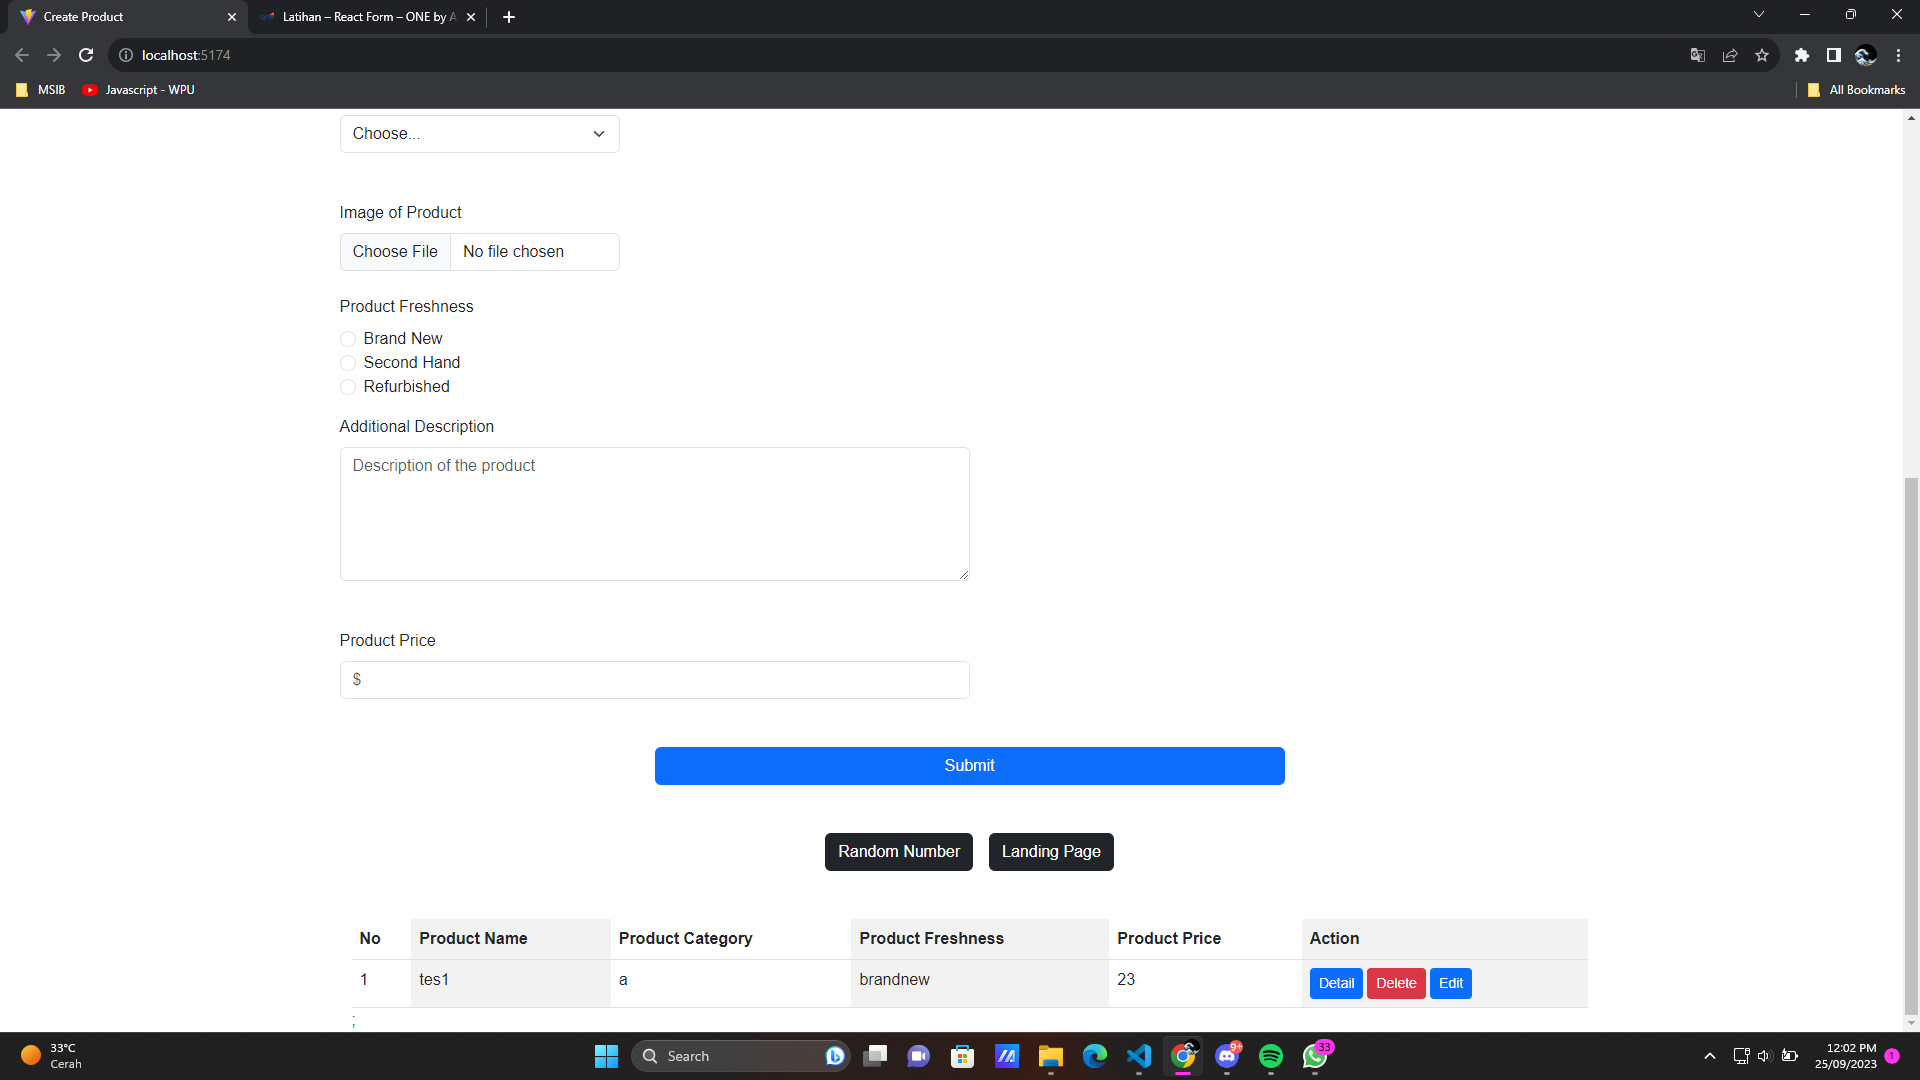 Create Product
Latihan – React Form – ONE by A
localhost:5174
MSIB
Javascript - WPU
All Bookmarks
Choose...
Image of Product
Choose File
No file chosen
Product Freshness
Brand New
Second Hand
Refurbished
Additional Description
Description of the product
Product Price
$
Submit
Random Number
Landing Page
No Product Name Product Category Product Freshness Product Price Action
1 tes1 a brandnew 23 Detail Delete Edit
;
33°C
Cerah
Search
9+
33
12:02 PM
25/09/2023
1